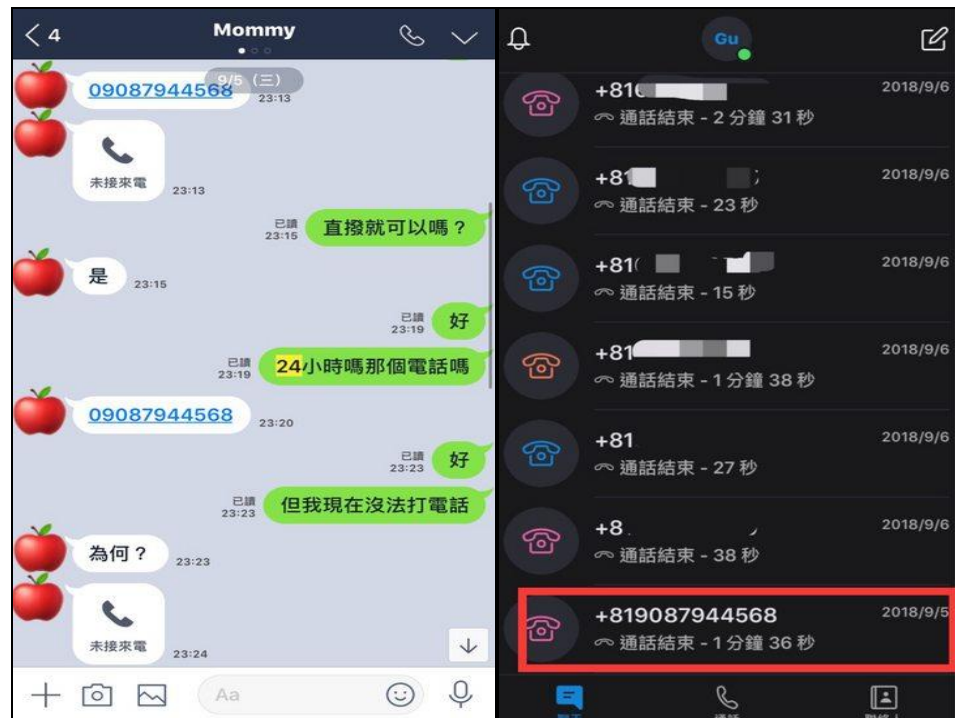 4
Mommy
9/5（三）
09087944568
23:13
未接來電
23:13
已讀
23:15
直撥就可以嗎？
是
23:15
已讀
23:19
好
已讀
23:19
24小時嗎那個電話嗎
09087944568
23:20
已讀
23:23
好
已讀
23:23
但我現在沒法打電話
為何？
23:23
未接來電
23:24
Aa
Gu
2018/9/6
通話結束 - 2 分鐘 31 秒
+81
2018/9/6
通話結束 - 23 秒
+81
2018/9/6
通話結束 - 15 秒
+81
2018/9/6
通話結束 - 1 分鐘 38 秒
+81
2018/9/6
通話結束 - 27 秒
+8
2018/9/6
通話結束 - 38 秒
+819087944568
2018/9/5
通話結束 - 1 分鐘 36 秒